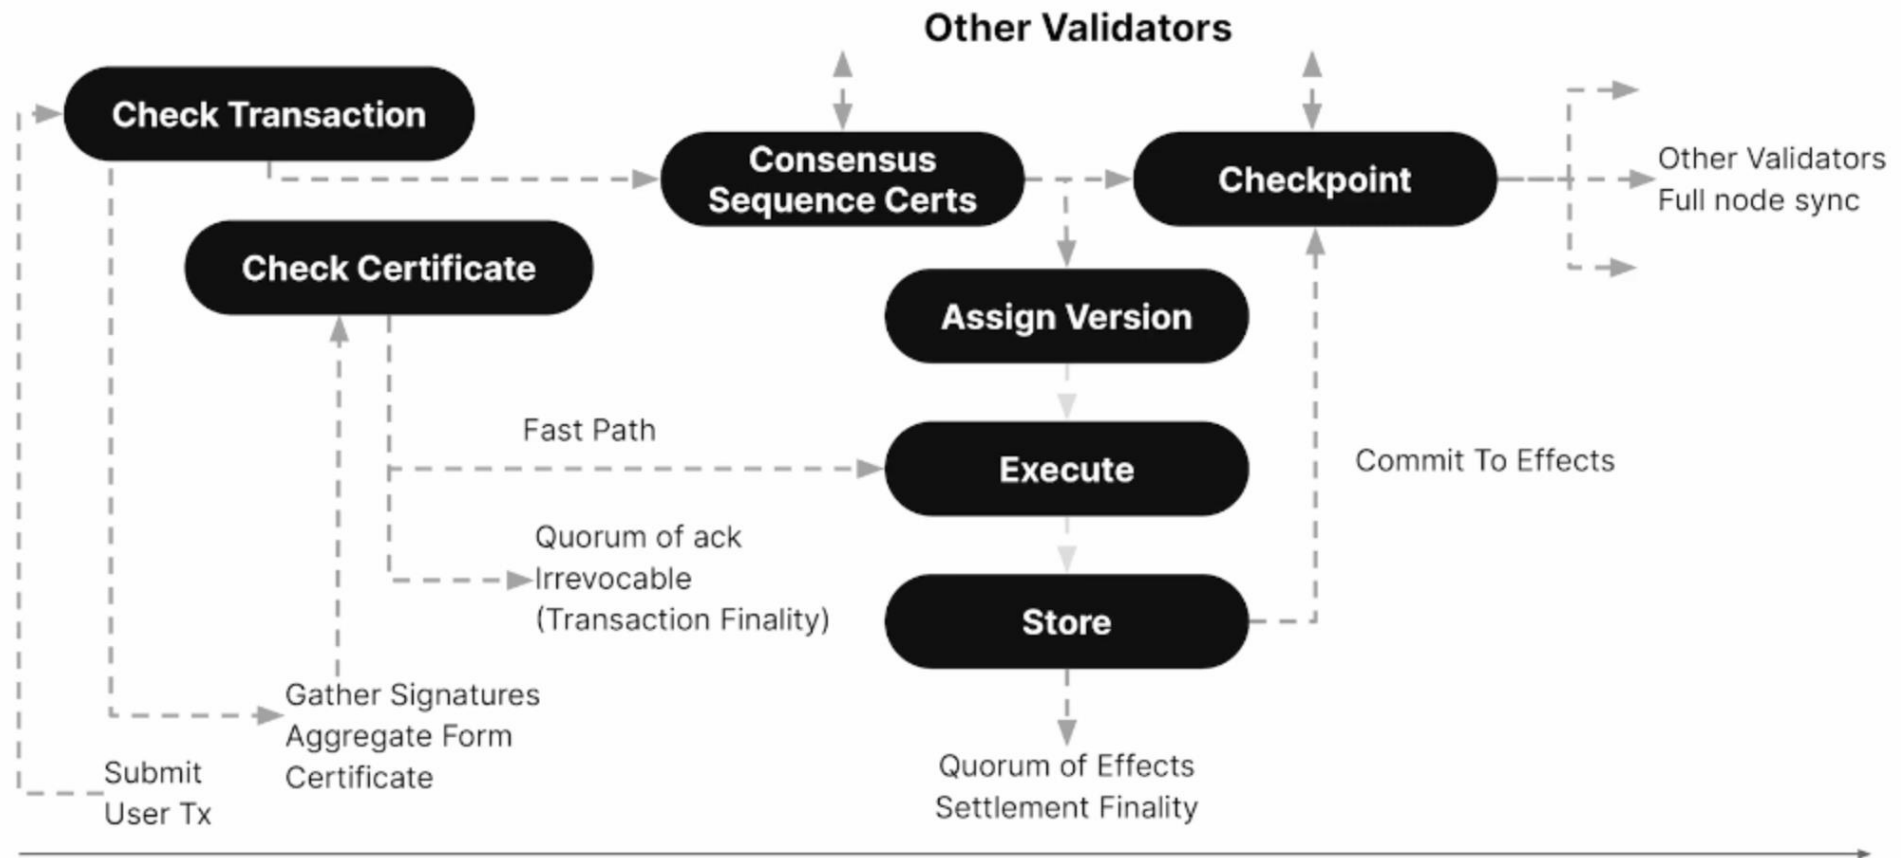 Other Validators
Check Transaction
Consensus
Sequence Certs
Checkpoint
Other Validators
Full node sync
Check Certificate
Assign Version
Fast Path
Execute
Commit To Effects
Quorum of ack
Irrevocable
(Transaction Finality)
Store
Gather Signatures
Aggregate Form
Certificate
Submit
User Tx
Quorum of Effects
Settlement Finality